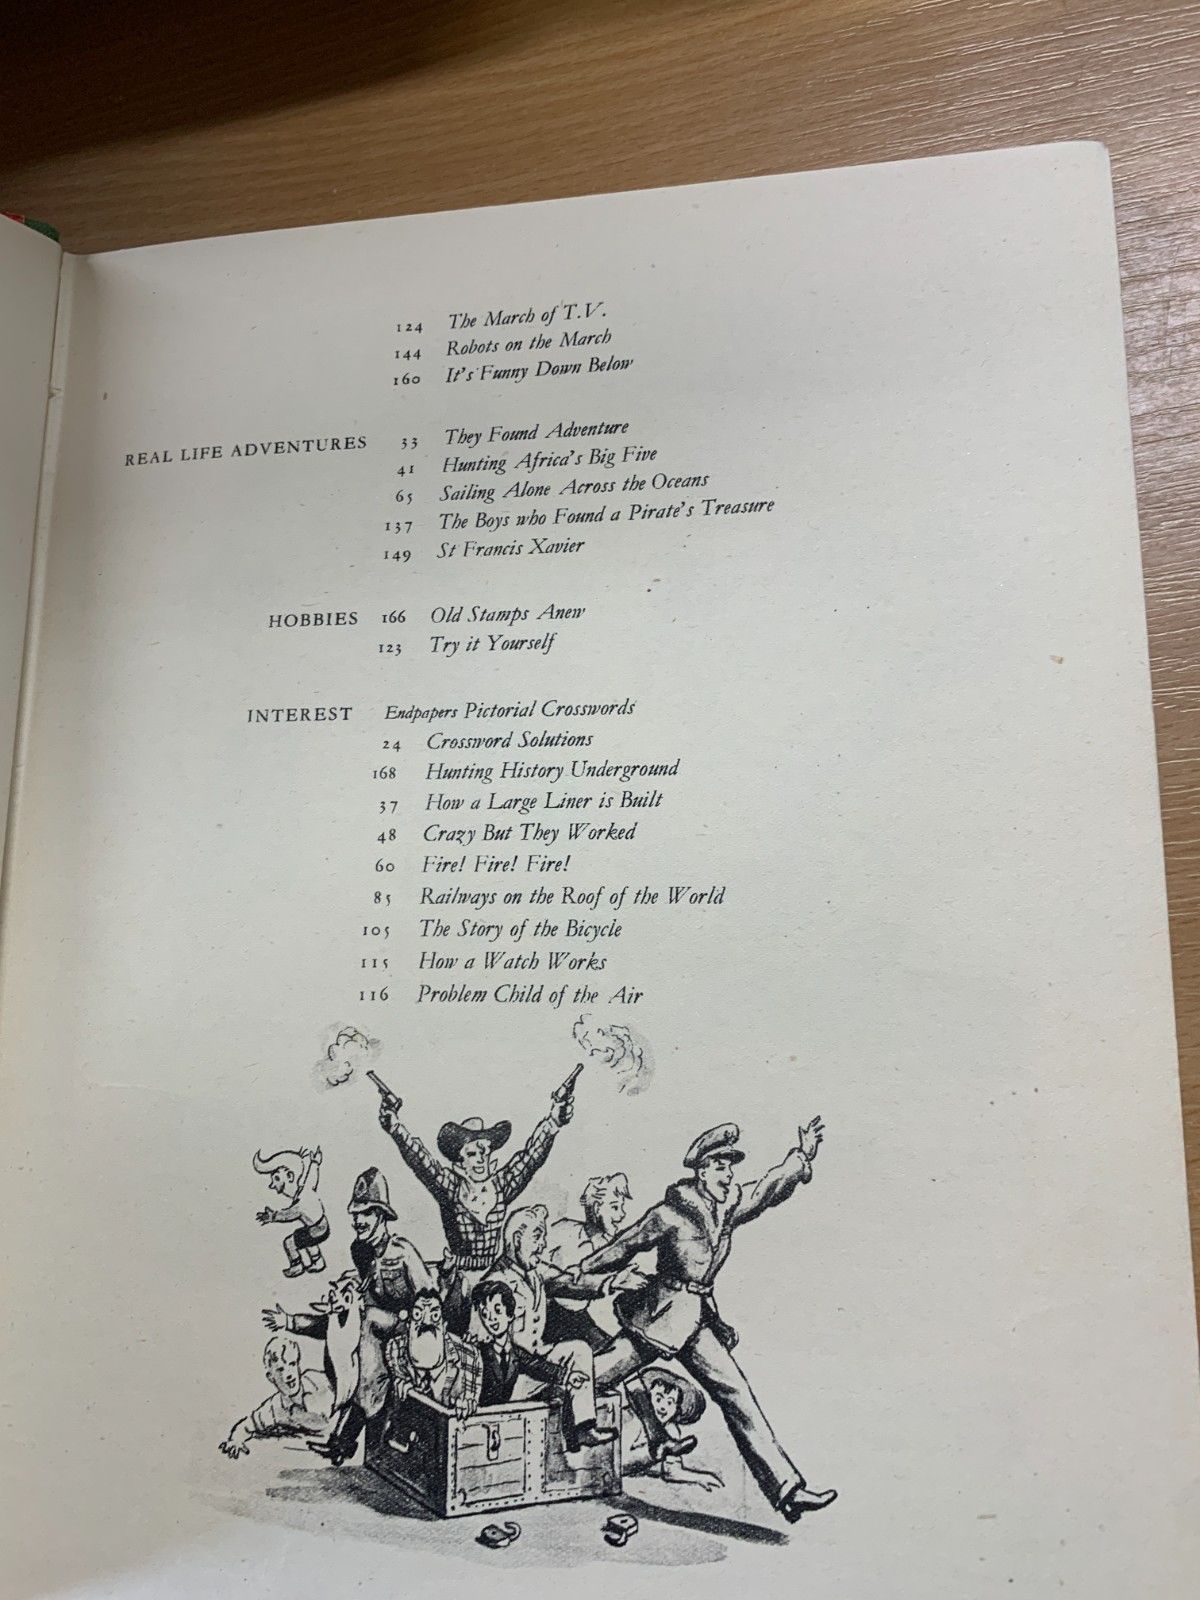 124 The March of T.V.
144 Robots on the March
160 It's Funny Down Below
REAL LIFE ADVENTURES 33 They Found Adventure
41 Hunting Africa's Big Five
65 Sailing Alone Across the Oceans
137 The Boys who Found a Pirate's Treasure
149 St Francis Xavier
HOBBIES 166 Old Stamps Anew
123 Try it Yourself
INTEREST Endpapers Pictorial Crosswords
24 Crossword Solutions
168 Hunting History Underground
37 How a Large Liner is Built
48 Crazy But They Worked
60 Fire! Fire! Fire!
85 Railways on the Roof of the World
105 The Story of the Bicycle
115 How a Watch Works
116 Problem Child of the Air